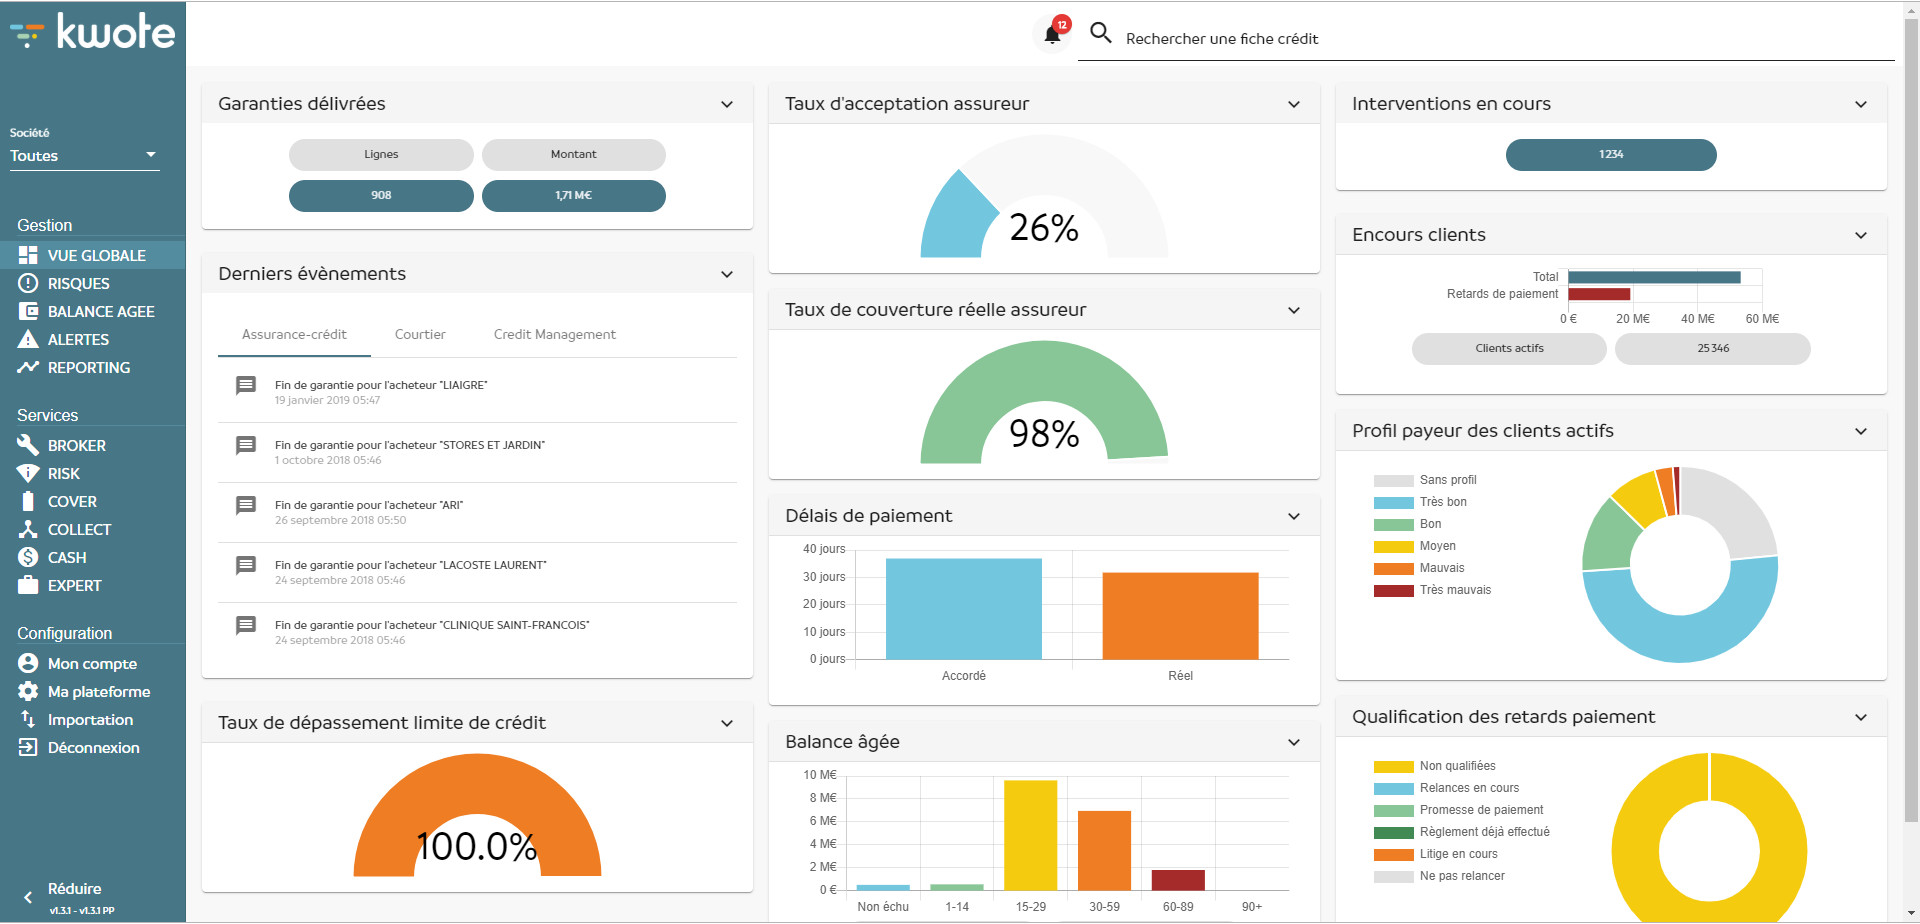 kwote
12
Rechercher une fiche crédit
Société
Toutes
Gestion
VUE GLOBALE
RISQUES
BALANCE AGEE
ALERTES
REPORTING
Services
BROKER
RISK
COVER
COLLECT
CASH
EXPERT
Configuration
Mon compte
Ma plateforme
Importation
Déconnexion
Réduire
v1.3.1 - v1.3.1 PP
Garanties délivrées
Lignes Montant
908 1,71 M€
Derniers évènements
Assurance-crédit Courtier Credit Management
Fin de garantie pour l'acheteur "LIAIGRE"
19 janvier 2019 05:47
Fin de garantie pour l'acheteur "STORES ET JARDIN"
1 octobre 2018 05:46
Fin de garantie pour l'acheteur "ARI"
26 septembre 2018 05:50
Fin de garantie pour l'acheteur "LACOSTE LAURENT"
24 septembre 2018 05:46
Fin de garantie pour l'acheteur "CLINIQUE SAINT-FRANCOIS"
24 septembre 2018 05:46
Taux de dépassement limite de crédit
100.0%
Taux d'acceptation assureur
26%
Taux de couverture réelle assureur
98%
Délais de paiement
40 jours
30 jours
20 jours
10 jours
0 jours
Accordé Réel
Balance âgée
10 M€
8 M€
6 M€
4 M€
2 M€
0 €
Non échu 1-14 15-29 30-59 60-89 90+
Interventions en cours
1 234
Encours clients
Total
Retards de paiement
0 € 20 M€ 40 M€ 60 M€
Clients actifs 25 346
Profil payeur des clients actifs
Sans profil
Très bon
Bon
Moyen
Mauvais
Très mauvais
Qualification des retards paiement
Non qualifiées
Relances en cours
Promesse de paiement
Règlement déjà effectué
Litige en cours
Ne pas relancer